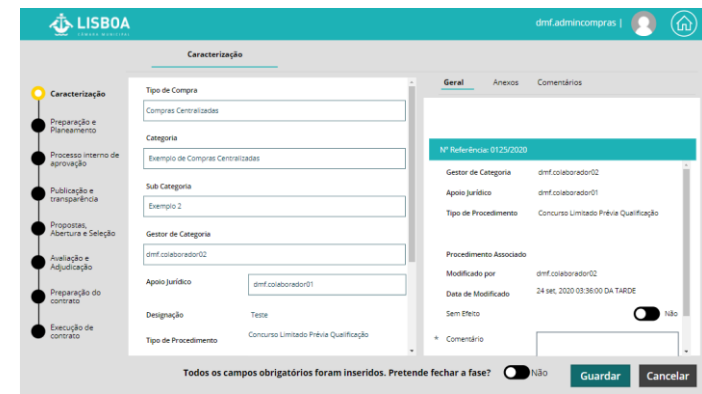 LISBOA
CÂMARA MUNICIPAL
dmf.admincompras |
Caracterização
Caracterização
Preparação e
Planeamento
Processo interno de
aprovação
Publicação e
transparência
Propostas,
Abertura e Seleção
Avaliação e
Adjudicação
Preparação do
contrato
Execução de
contrato
Tipo de Compra
Compras Centralizadas
Categoria
Exemplo de Compras Centralizadas
Sub Categoria
Exemplo 2
Gestor de Categoria
dmf.colaborador02
Apoio Jurídico dmf.colaborador01
Designação Teste
Tipo de Procedimento Concurso Limitado Prévia Qualificação
Geral Anexos Comentários
Nº Referência: 0125/2020
Gestor de Categoria dmf.colaborador02
Apoio Jurídico dmf.colaborador01
Tipo de Procedimento Concurso Limitado Prévia Qualificação
Procedimento Associado
Modificado por dmf.colaborador02
Data de Modificado 24 set, 2020 03:36:00 DA TARDE
Sem Efeito Não
* Comentário
Todos os campos obrigatórios foram inseridos. Pretende fechar a fase? Não
Guardar Cancelar